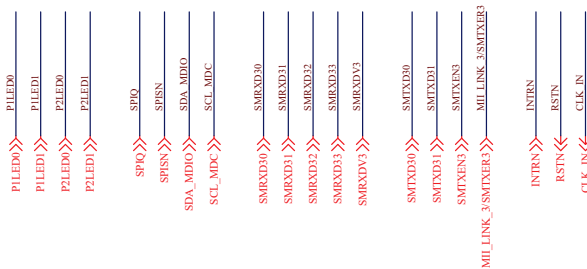 P1LED0
P1LED1
P2LED0
P2LED1
SPIQ
SPISN
SDA_MDIO
SCL_MDC
SMRXD30
SMRXD31
SMRXD32
SMRXD33
SMRXDV3
SMTXD30
SMTXD31
SMTXEN3
MII_LINK_3/SMTXER3
INTRN
RSTN
CLK_IN
P1LED0
P1LED1
P2LED0
P2LED1
SPIQ
SPISN
SDA_MDIO
SCL_MDC
SMRXD30
SMRXD31
SMRXD32
SMRXD33
SMRXDV3
SMTXD30
SMTXD31
SMTXEN3
MII_LINK_3/SMTXER3
INTRN
RSTN
CLK_IN